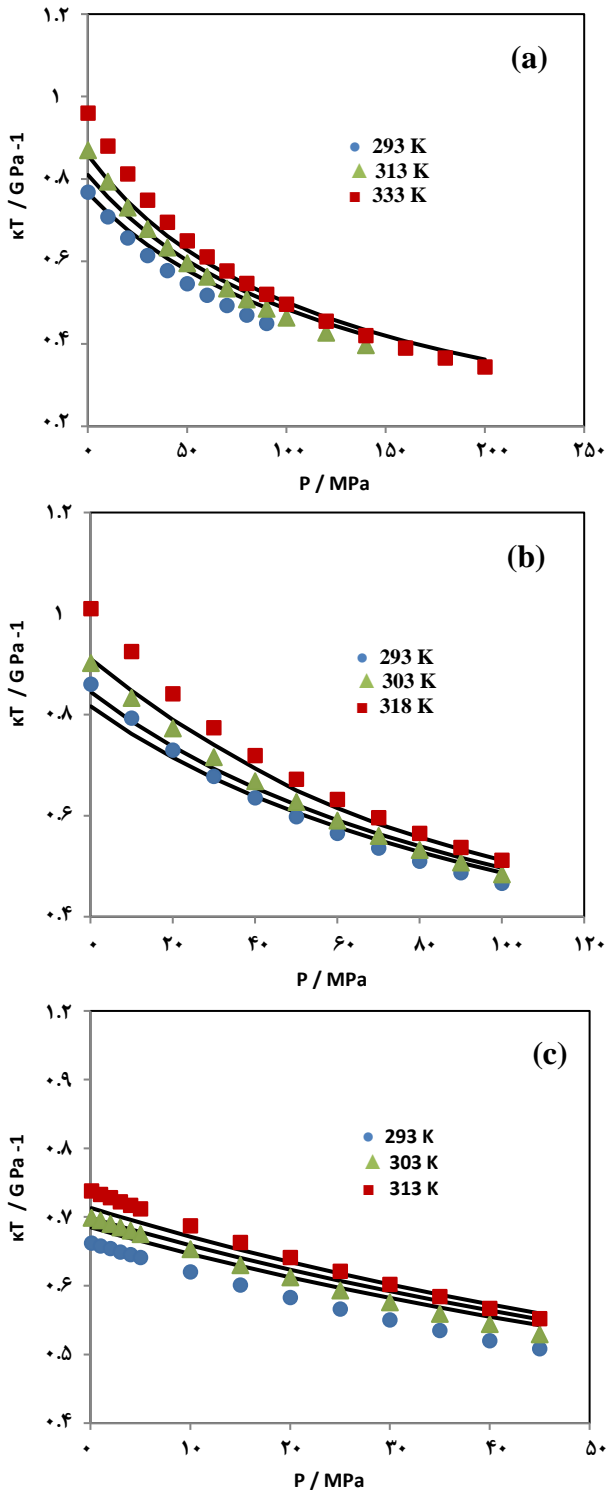 ۱.۲
(a)
۱
293 K
313 K
333 K
۰.۸
κT / G Pa -1
۰.۶
۰.۴
۰.۲
۰ ۵۰ ۱۰۰ ۱۵۰ ۲۰۰ ۲۵۰
P / MPa
۱.۲
(b)
۱
293 K
303 K
318 K
κT / G Pa -1
۰.۸
۰.۶
۰.۴
۰ ۲۰ ۴۰ ۶۰ ۸۰ ۱۰۰ ۱۲۰
P / MPa
۱.۲
(c)
۰.۹
293 K
303 K
313 K
۰.۸
κT / G Pa -1
۰.۷
۰.۶
۰.۵
۰.۴
۰ ۱۰ ۲۰ ۳۰ ۴۰ ۵۰
P / MPa